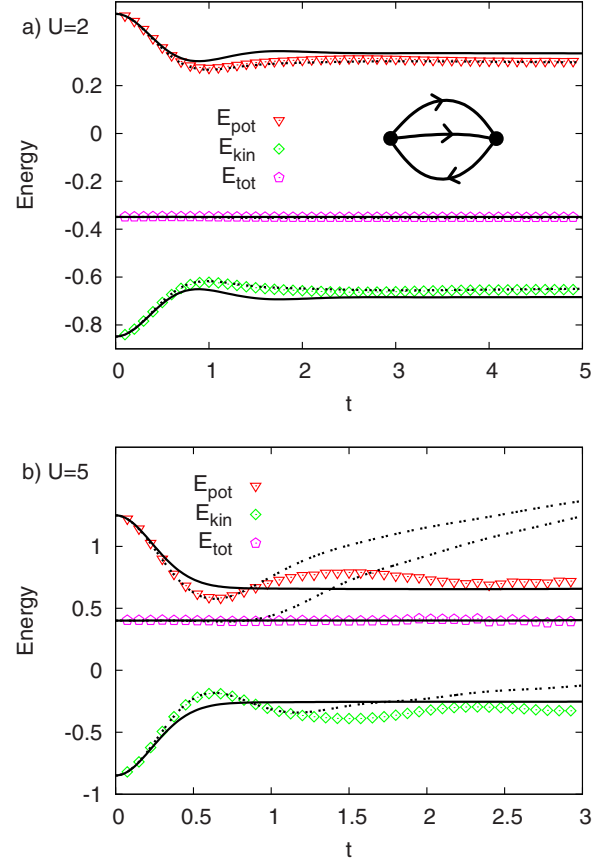 a) U=2
0.2
0
-0.2
-0.4
-0.6
-0.8
Energy
E_pot
E_kin
E_tot
0 1 2 3 4 5
t
b) U=5
1
0.5
0
-0.5
-1
Energy
E_pot
E_kin
E_tot
0 0.5 1 1.5 2 2.5 3
t